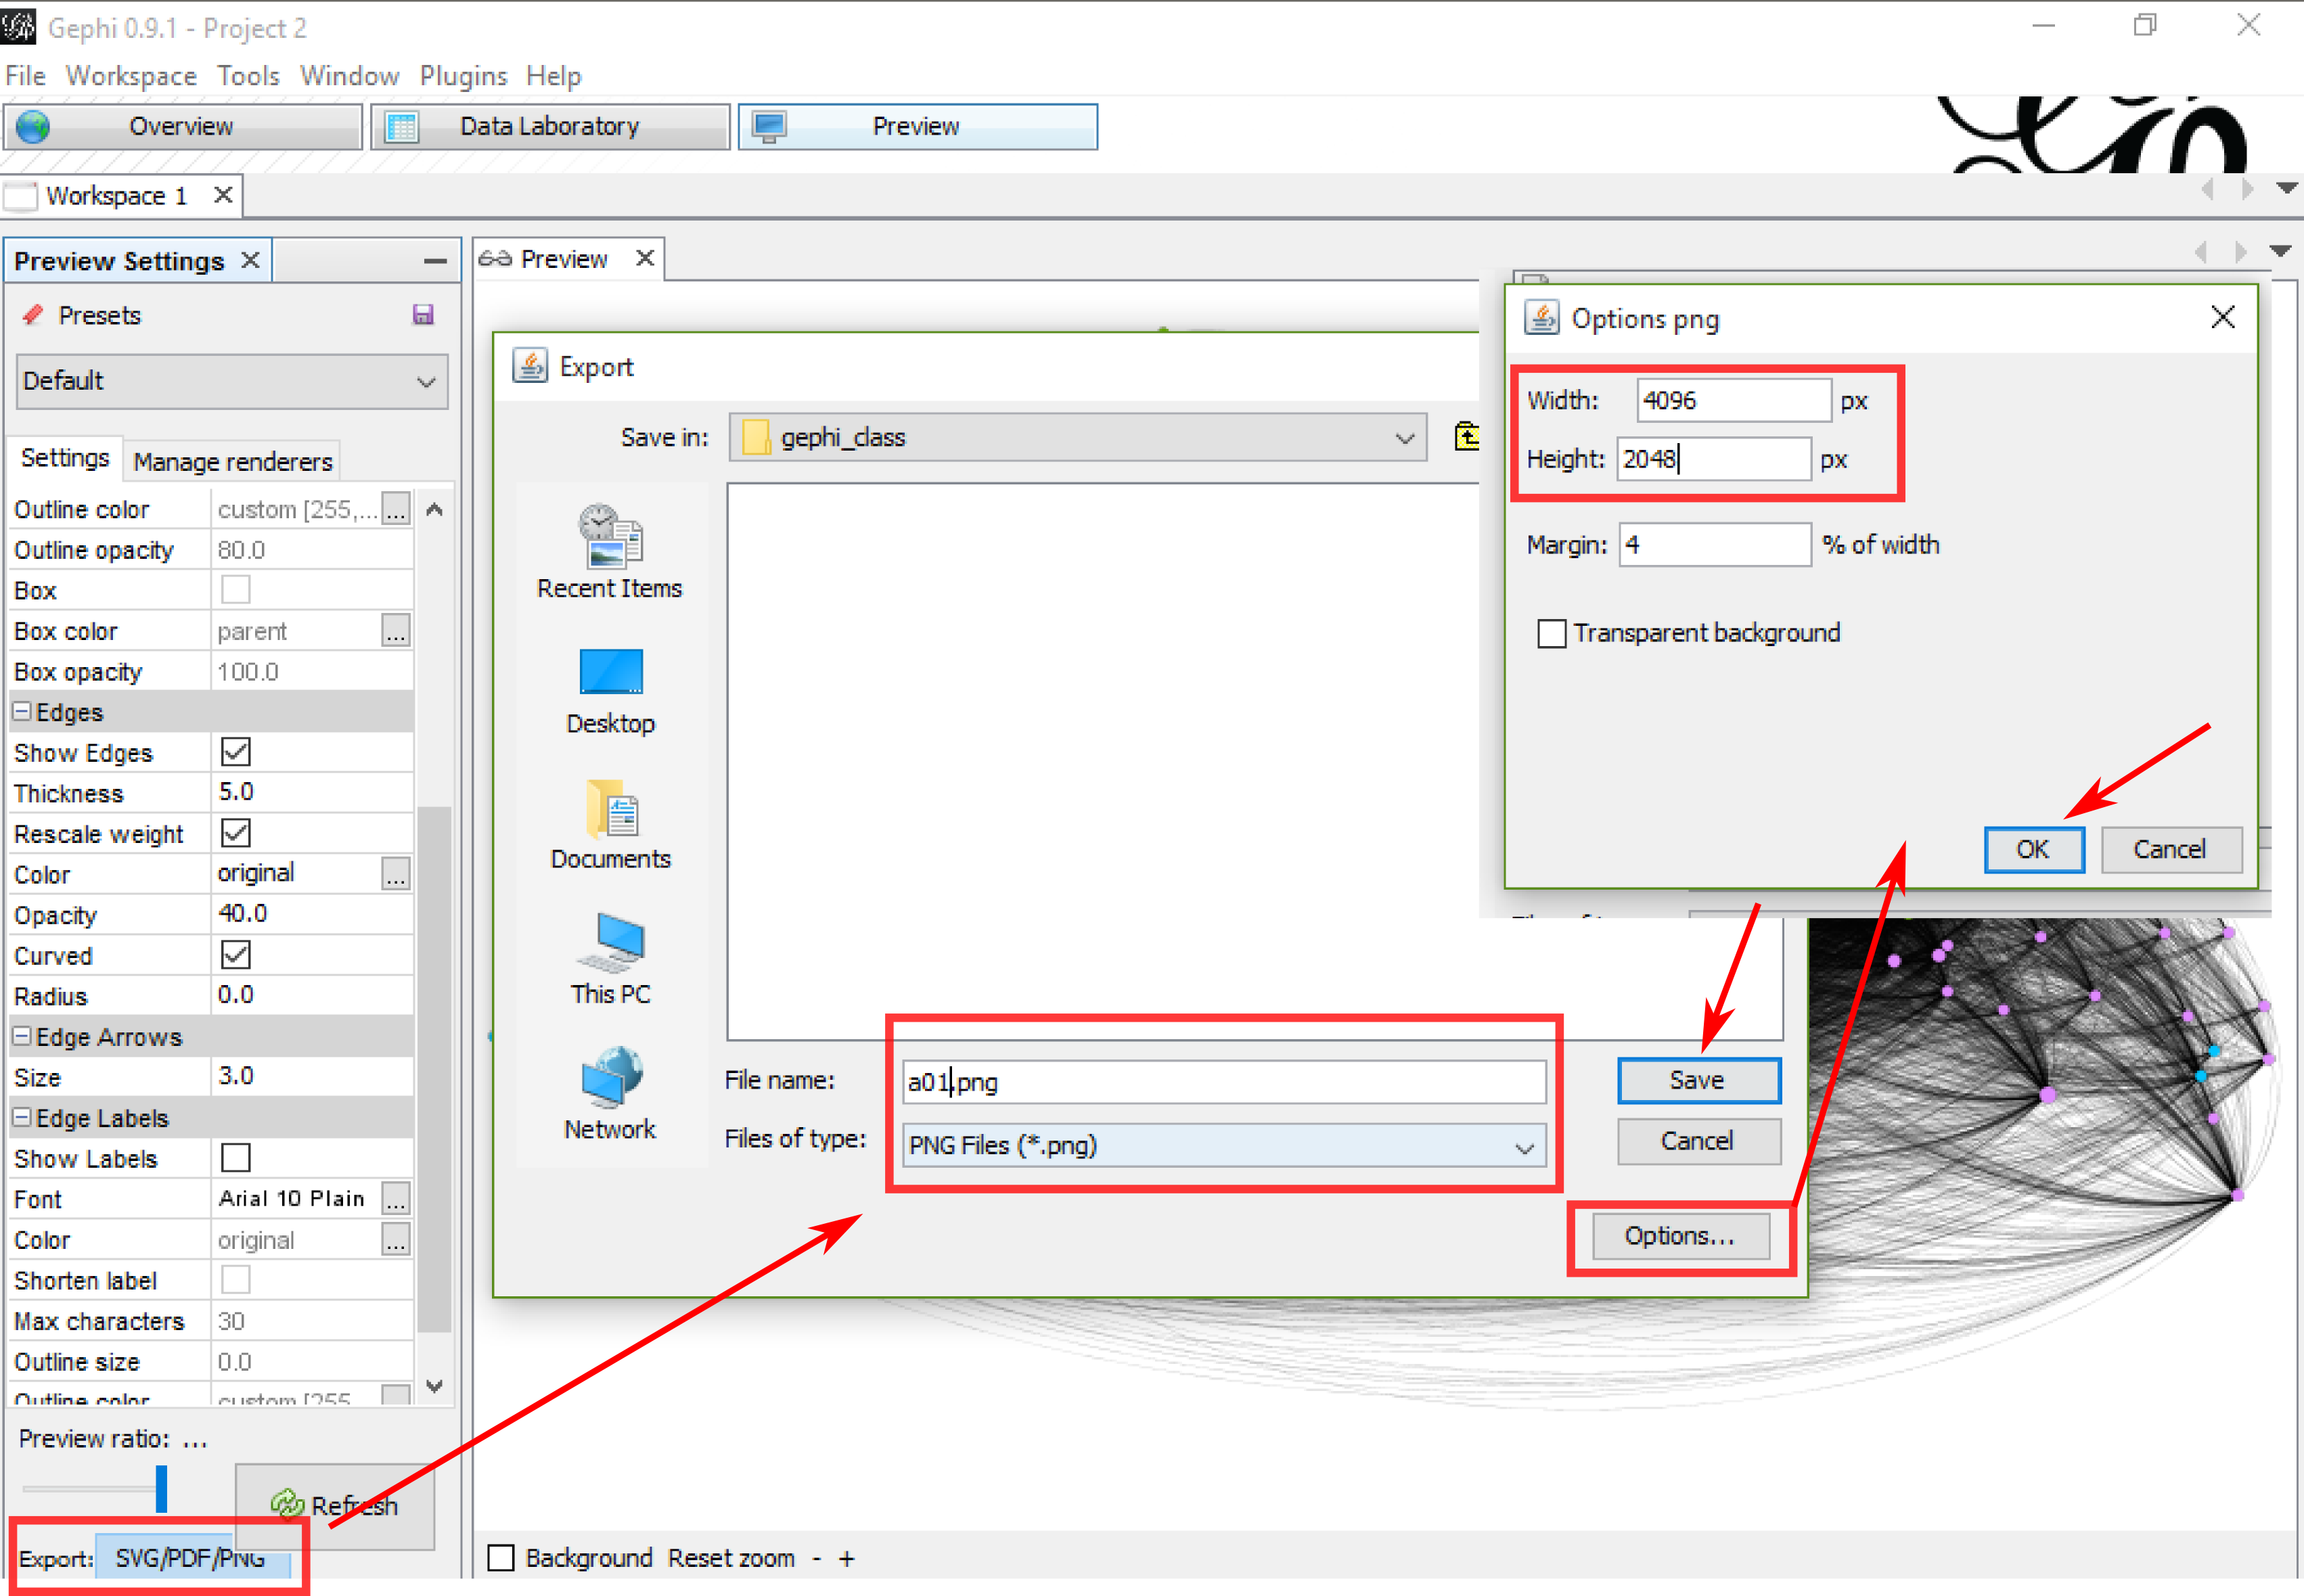 Gephi 0.9.1 - Project 2
File Workspace Tools Window Plugins Help
Overview Data Laboratory Preview
Workspace 1
Preview Settings
Presets
Default
Settings Manage renderers
Outline color custom [255,... ...
Outline opacity 80.0
Box
Box color parent ...
Box opacity 100.0
Edges
Show Edges
Thickness 5.0
Rescale weight
Color original ...
Opacity 40.0
Curved
Radius 0.0
Edge Arrows
Size 3.0
Edge Labels
Show Labels
Font Arial 10 Plain ...
Color original ...
Shorten label
Max characters 30
Outline size 0.0
Outline color custom [255
Preview ratio: ...
Refresh
Export: SVG/PDF/PNG
Preview
Export
Save in: gephi_class
Recent Items
Desktop
Documents
This PC
Network
File name: a01.png
Files of type: PNG Files (*.png)
Save
Cancel
Options...
Options png
Width: 4096 px
Height: 2048 px
Margin: 4 % of width
Transparent background
OK Cancel
Background Reset zoom - +